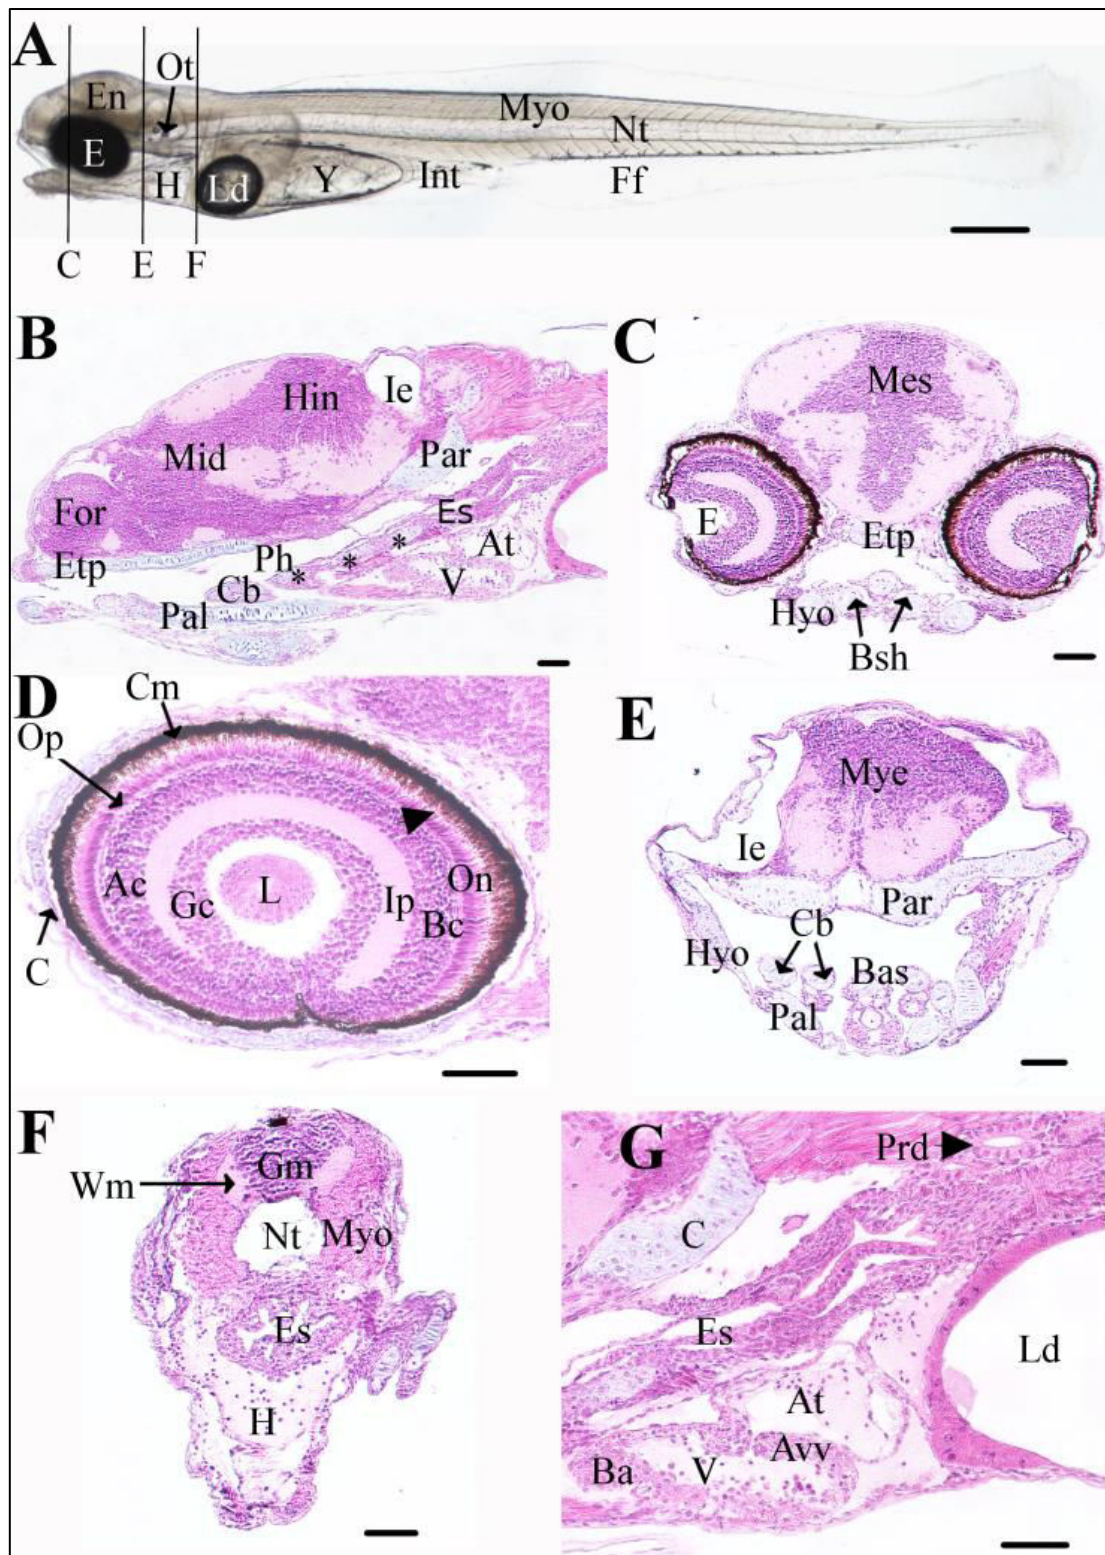 A
Ot
En
Myo
Nt
E
H
Ld
Y
Int
Ff
C
E
F
B
Hin
Ie
Mid
Par
For
Es
Etp
Ph
*
*
At
Cb
V
Pal
C
Mes
E
Etp
Hyo
Bsh
D
Cm
Op
Ac
Gc
L
Ip
On
Bc
C
E
Mye
Ie
Par
Cb
Hyo
Bas
Pal
F
Gm
Wm
Nt
Myo
Es
H
G
Prd
C
Es
Ld
At
Avv
Ba
V